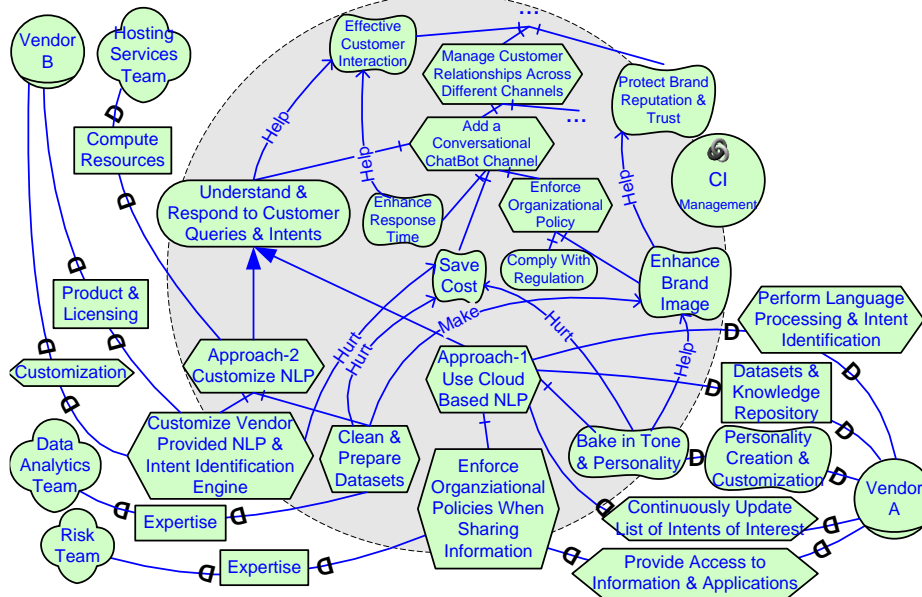 Vendor
B
Hosting
Services
Team
Effective
Customer
Interaction
...
Manage Customer
Relationships Across
Different Channels
...
Protect Brand
Reputation &
Trust
D
Compute
Resources
Help
Help
Add a
Conversational
ChatBot Channel
CI
Management
D
Understand &
Respond to Customer
Queries & Intents
Enhance
Response
Time
Enforce
Organizational
Policy
Help
Comply With
Regulation
D
Product &
Licensing
Save
Cost
Enhance
Brand
Image
Perform Language
Processing & Intent
Identification
D
D
D
Customization
D
Approach-2
Customize NLP
Hurt
Hurt
Make
Hurt
Help
Approach-1
Use Cloud
Based NLP
D
D
Datasets &
Knowledge
Repository
D
D
Customize Vendor
Provided NLP &
Intent Identification
Engine
Clean &
Prepare
Datasets
Bake in Tone
& Personality
D
Personality
Creation &
Customization
D
Data
Analytics
Team
D
Expertise
D
Enforce
Organziational
Policies When
Sharing
Information
D
Continuously Update
List of Intents of Interest
D
Vendor
A
Risk
Team
D
Expertise
D
D
Provide Access to
Information & Applications
D